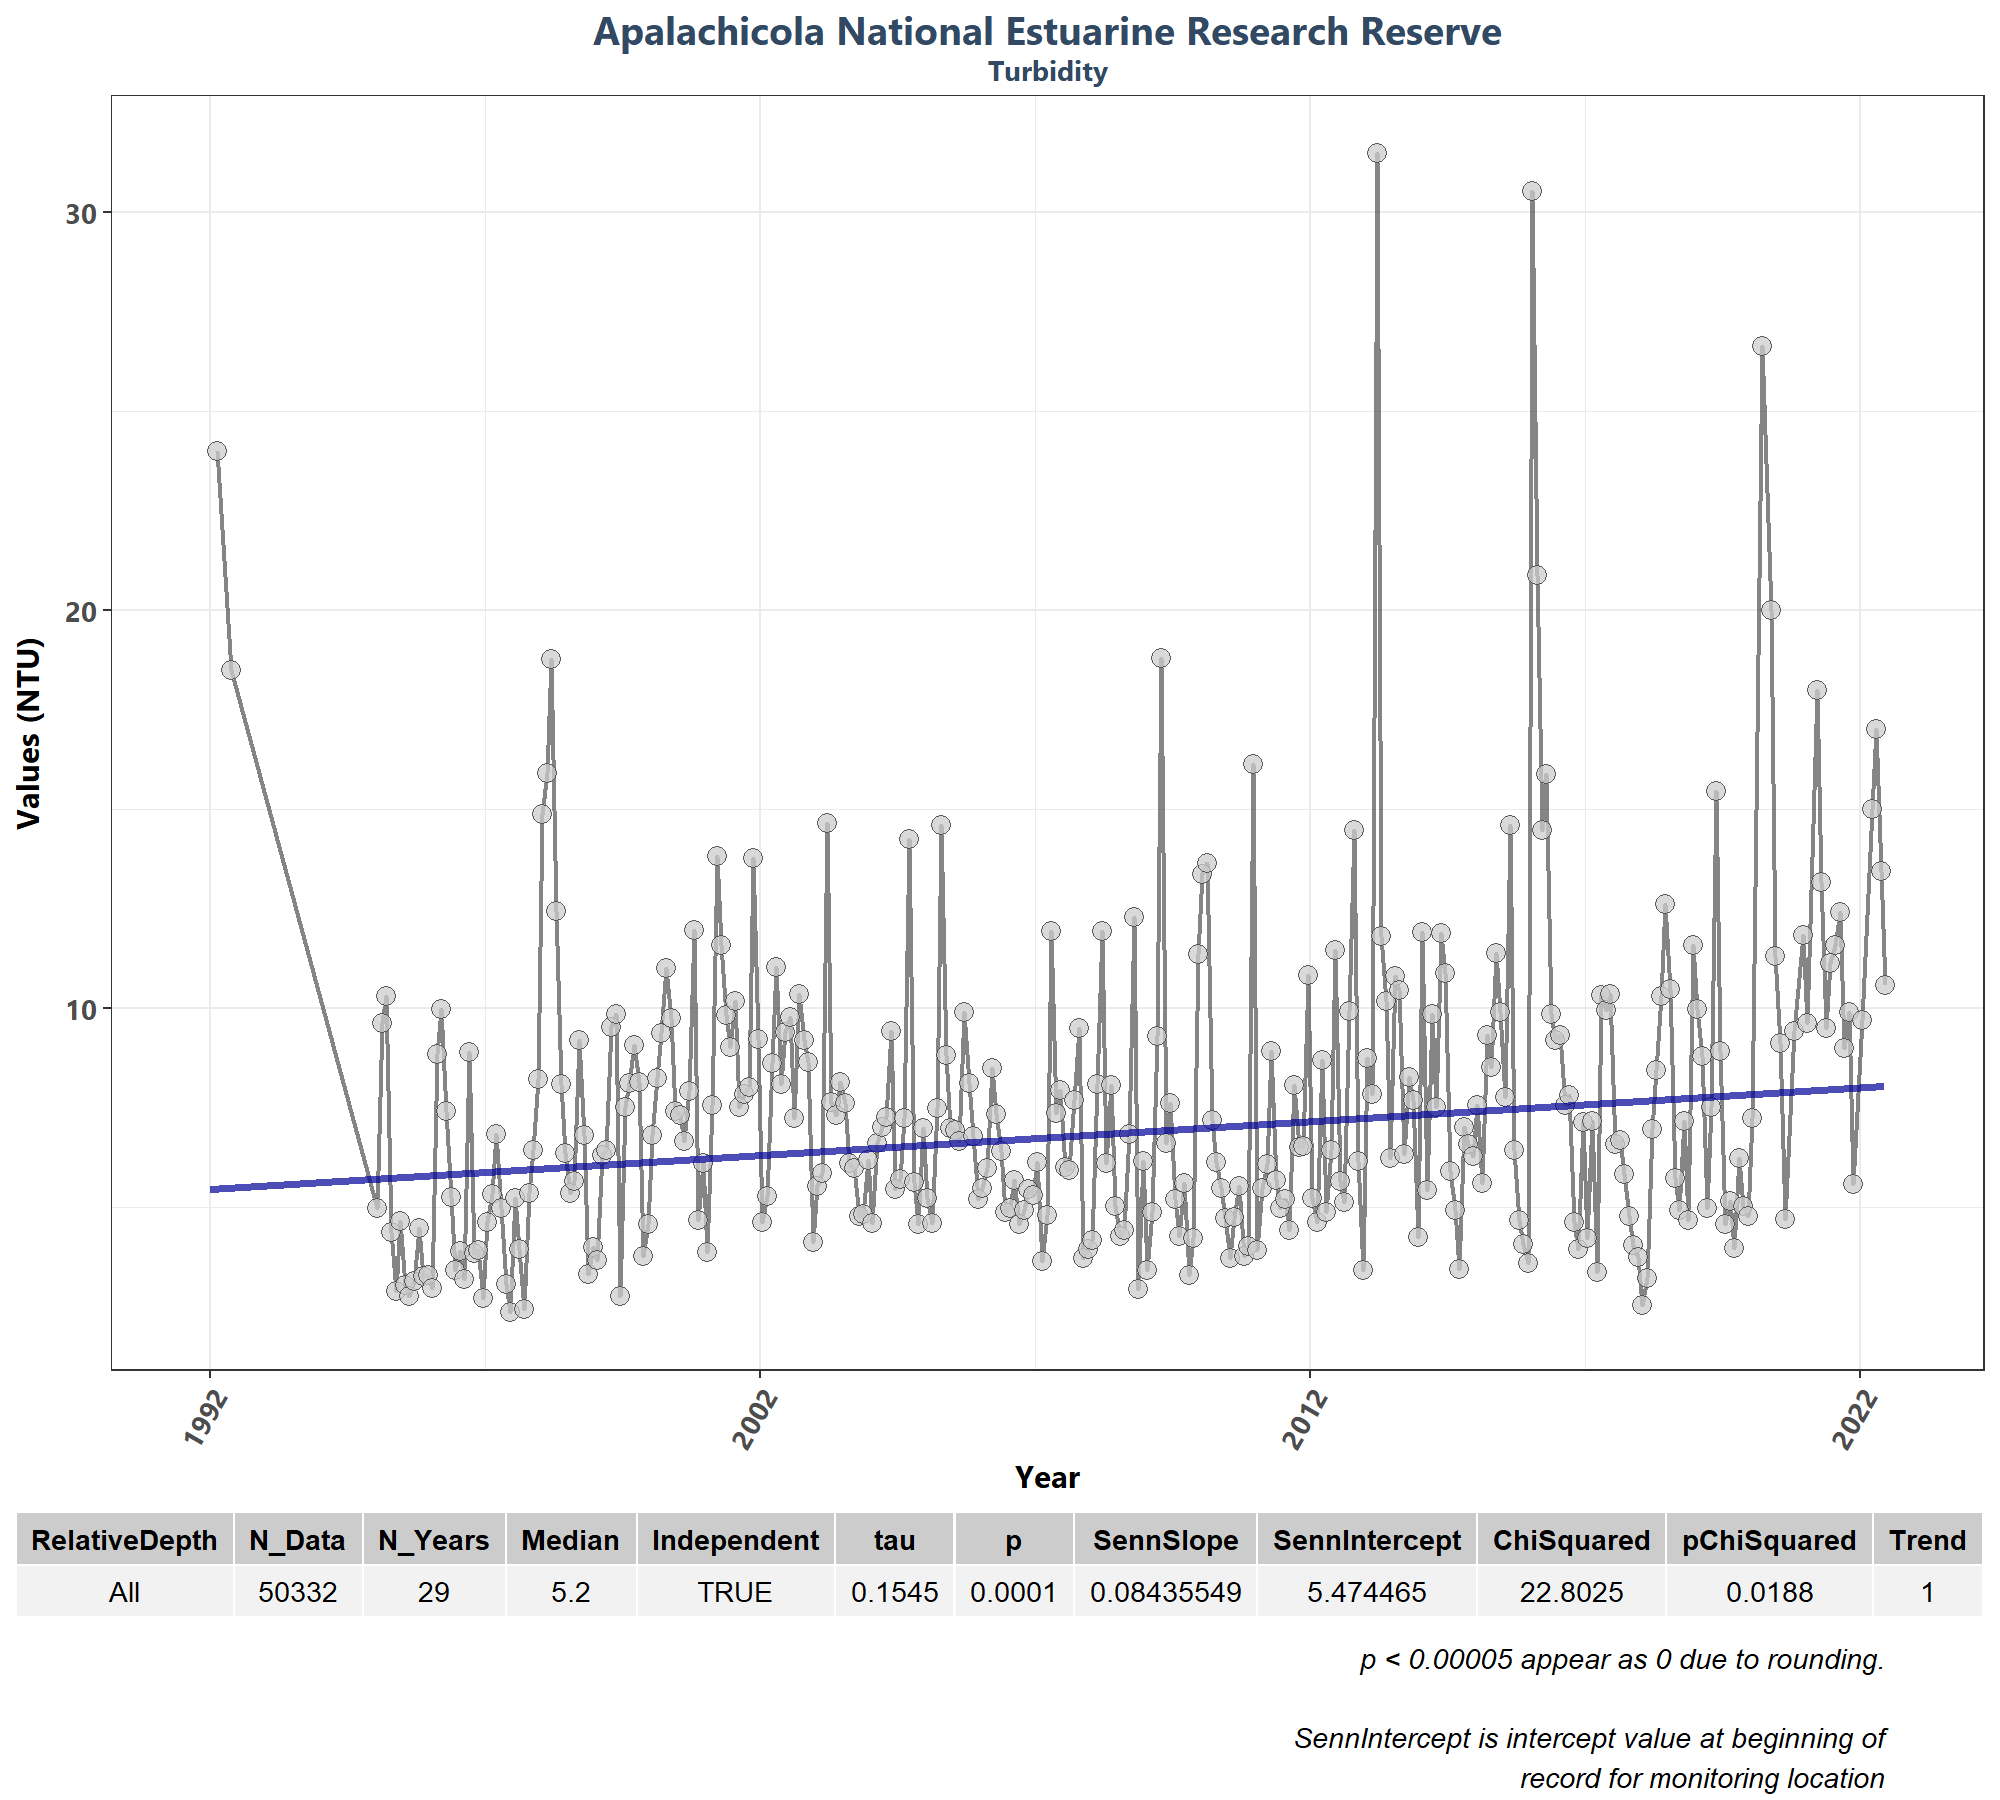 Apalachicola National Estuarine Research Reserve
Turbidity
Values (NTU)
30
20
10
1992
2002
2012
2022
Year
RelativeDepth N_Data N_Years Median Independent tau p SennSlope SennIntercept ChiSquared pChiSquared Trend
All 50332 29 5.2 TRUE 0.1545 0.0001 0.08435549 5.474465 22.8025 0.0188 1
p < 0.00005 appear as 0 due to rounding.
SennIntercept is intercept value at beginning of
record for monitoring location